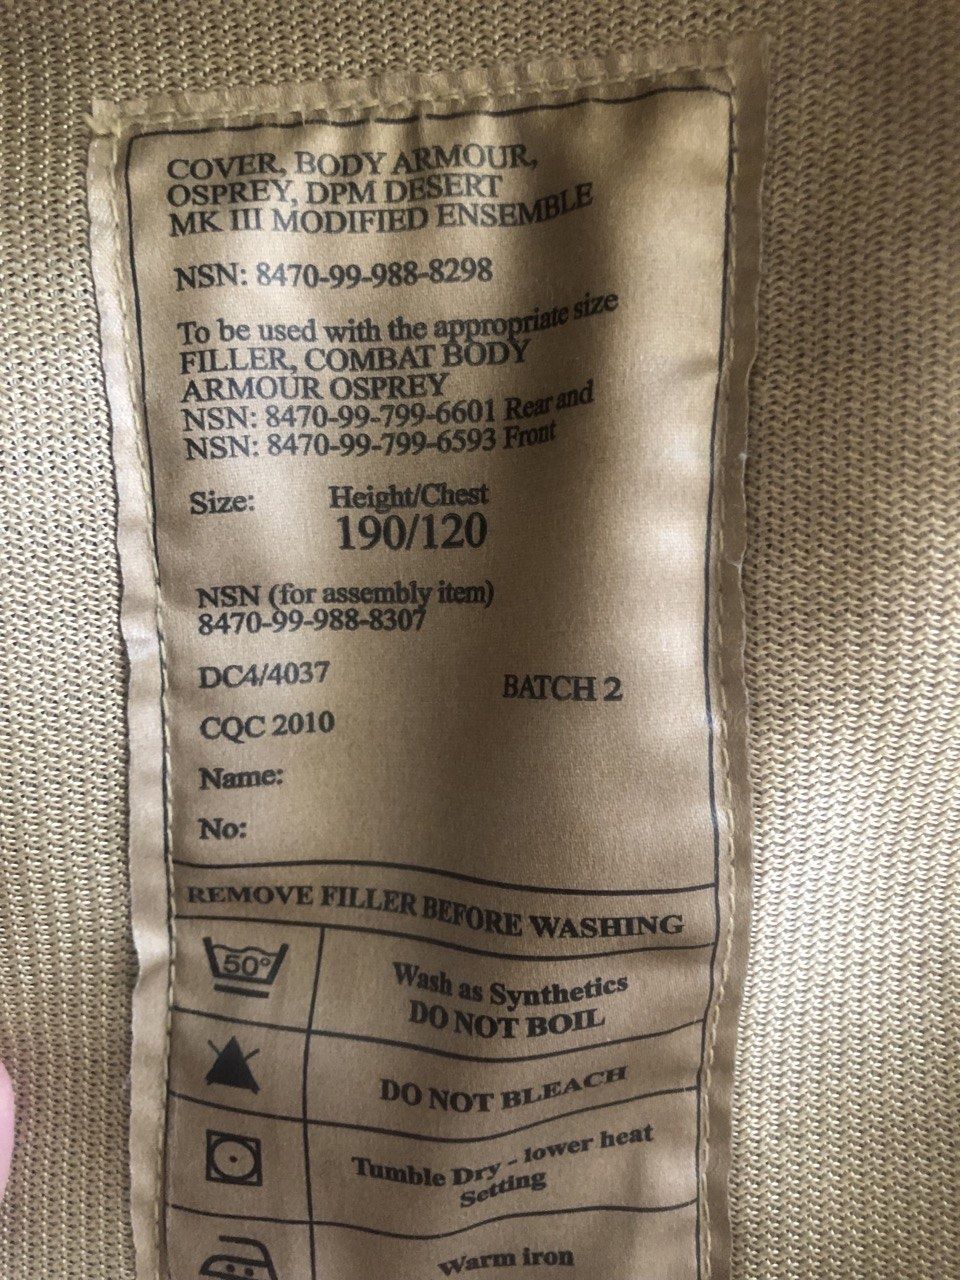 COVER, BODY ARMOUR,
OSPREY, DPM DESERT
MK III MODIFIED ENSEMBLE
NSN: 8470-99-988-8298
To be used with the appropriate size
FILLER, COMBAT BODY
ARMOUR OSPREY
NSN: 8470-99-799-6601 Rear and
NSN: 8470-99-799-6593 Front
Size: Height/Chest
190/120
NSN (for assembly item)
8470-99-988-8307
DC4/4037
BATCH 2
CQC 2010
Name:
No:
REMOVE FILLER BEFORE WASHING
50°
Wash as Synthetics
DO NOT BOIL
DO NOT BLEACH
Tumble Dry - lower heat
Setting
Warm iron